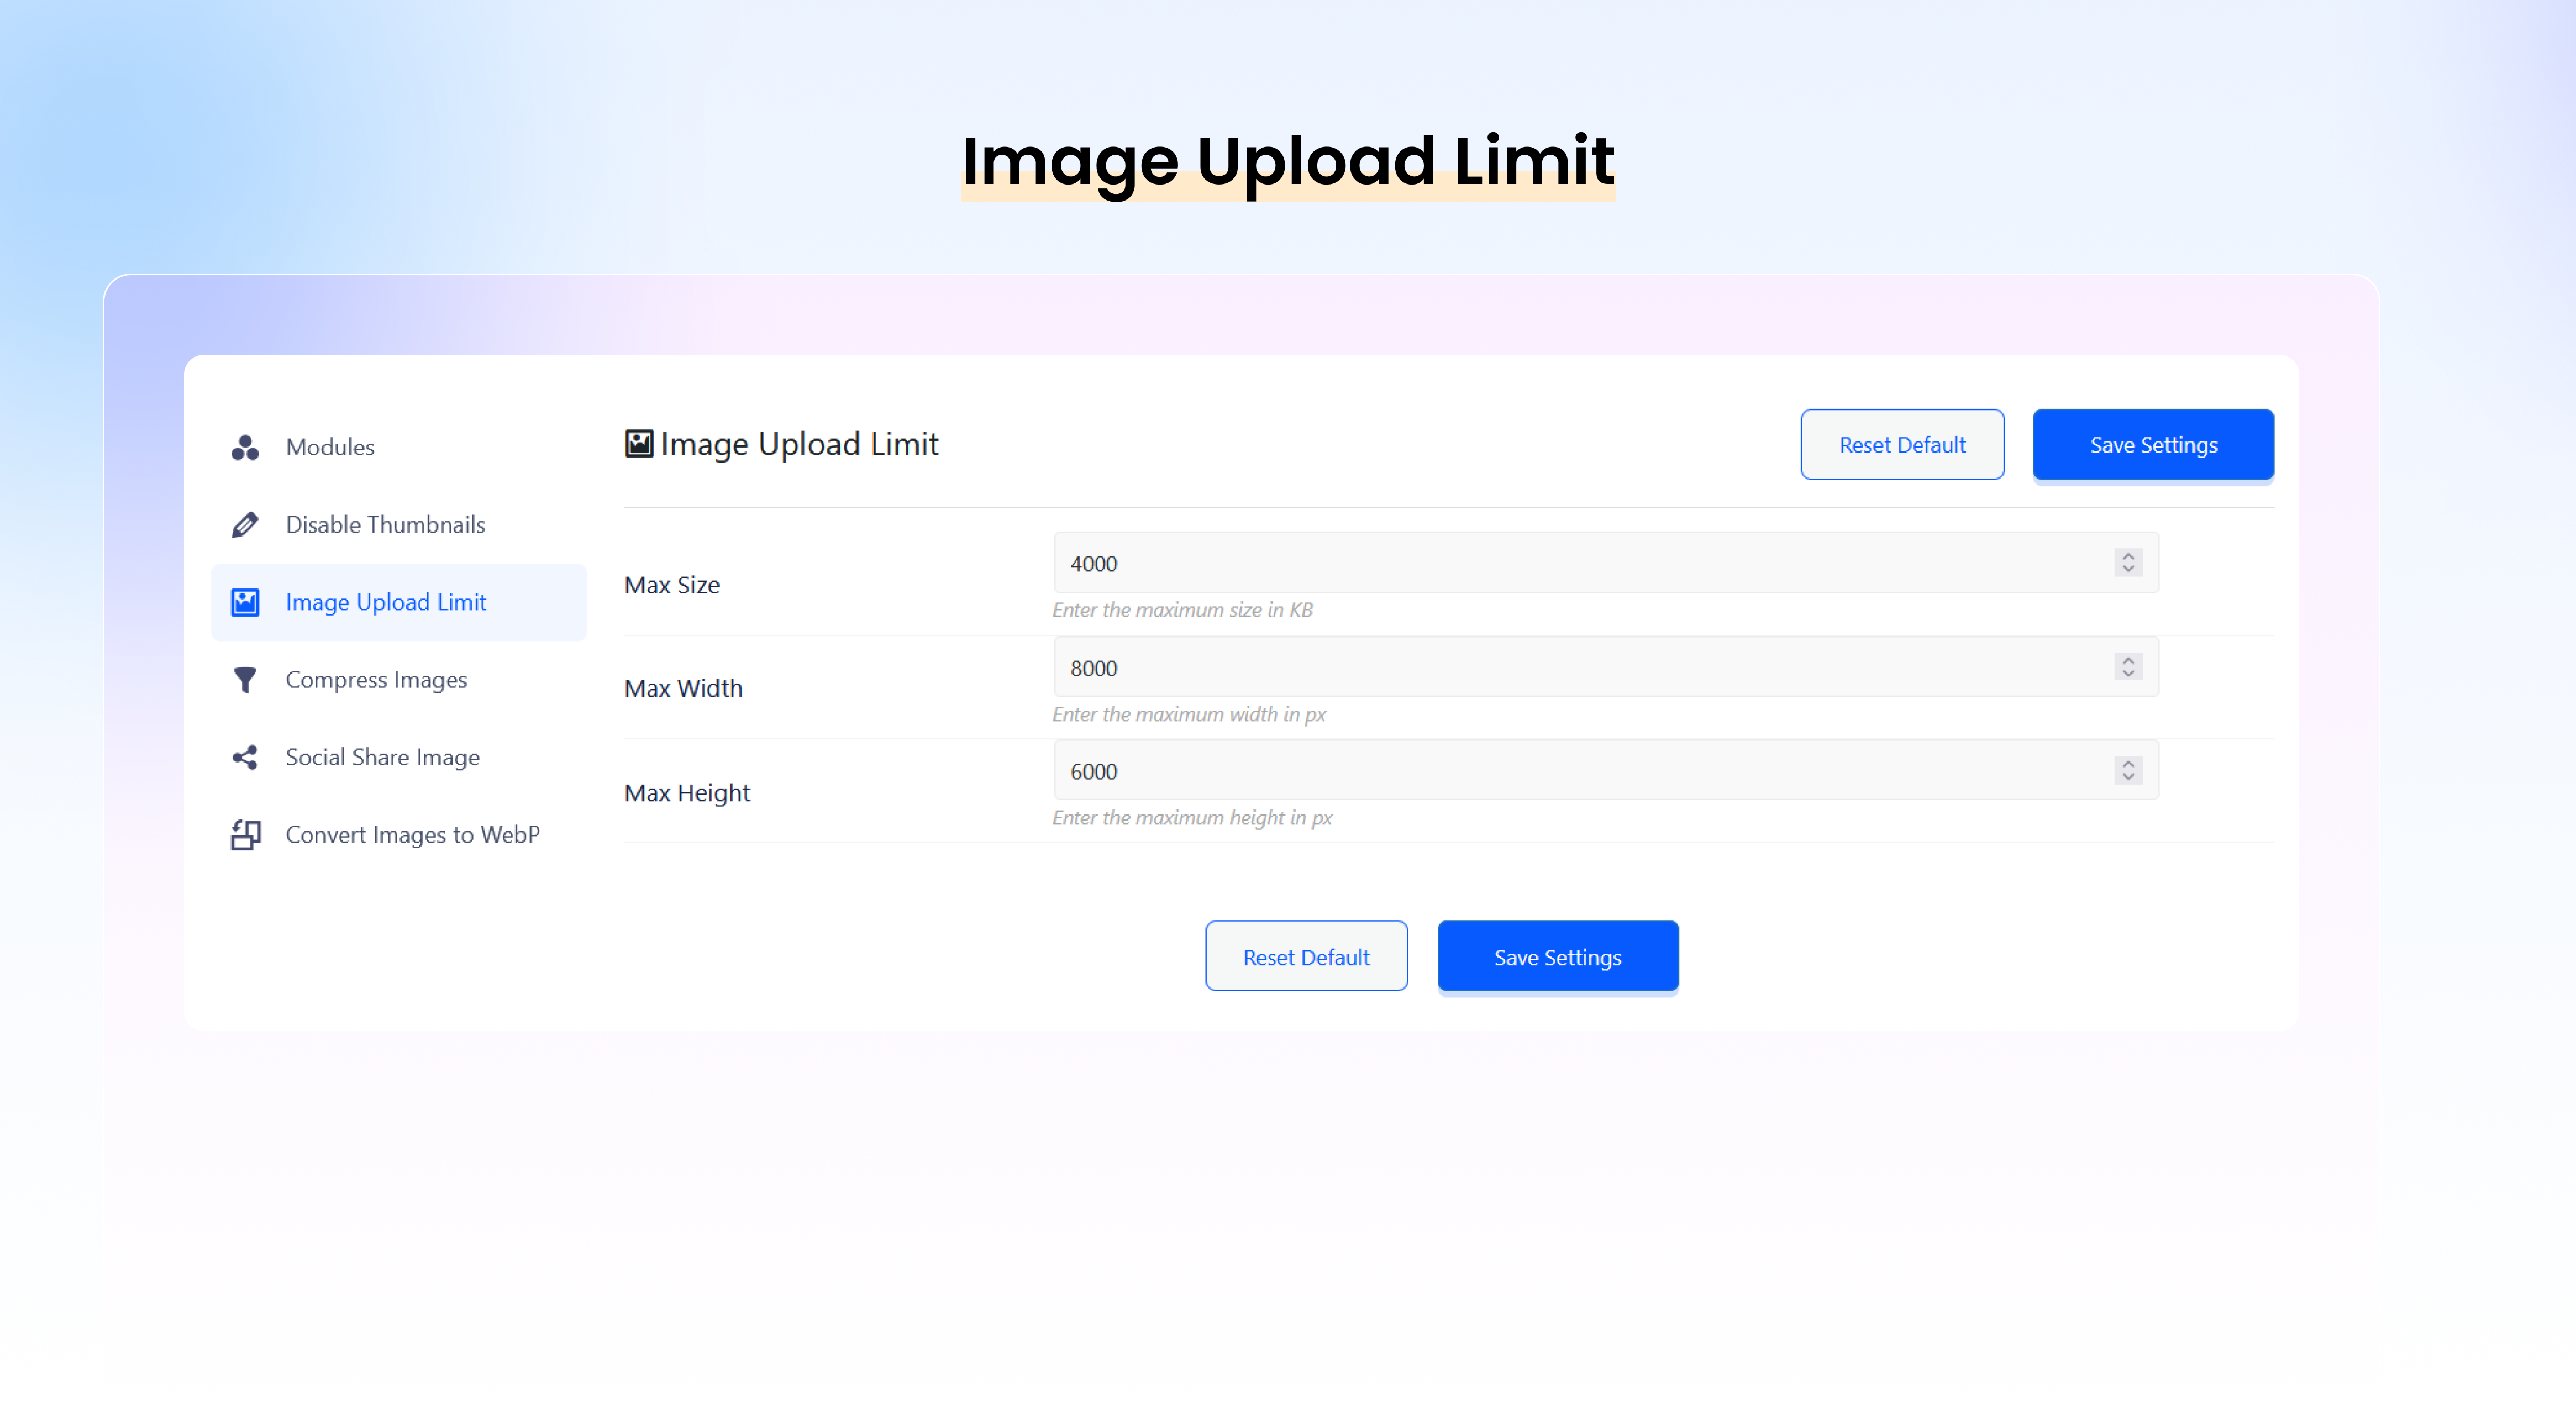 Image Upload Limit
Modules
Disable Thumbnails
Image Upload Limit
Compress Images
Social Share Image
Convert Images to WebP
Image Upload Limit
Reset Default
Save Settings
Max Size
4000
Enter the maximum size in KB
Max Width
8000
Enter the maximum width in px
Max Height
6000
Enter the maximum height in px
Reset Default
Save Settings